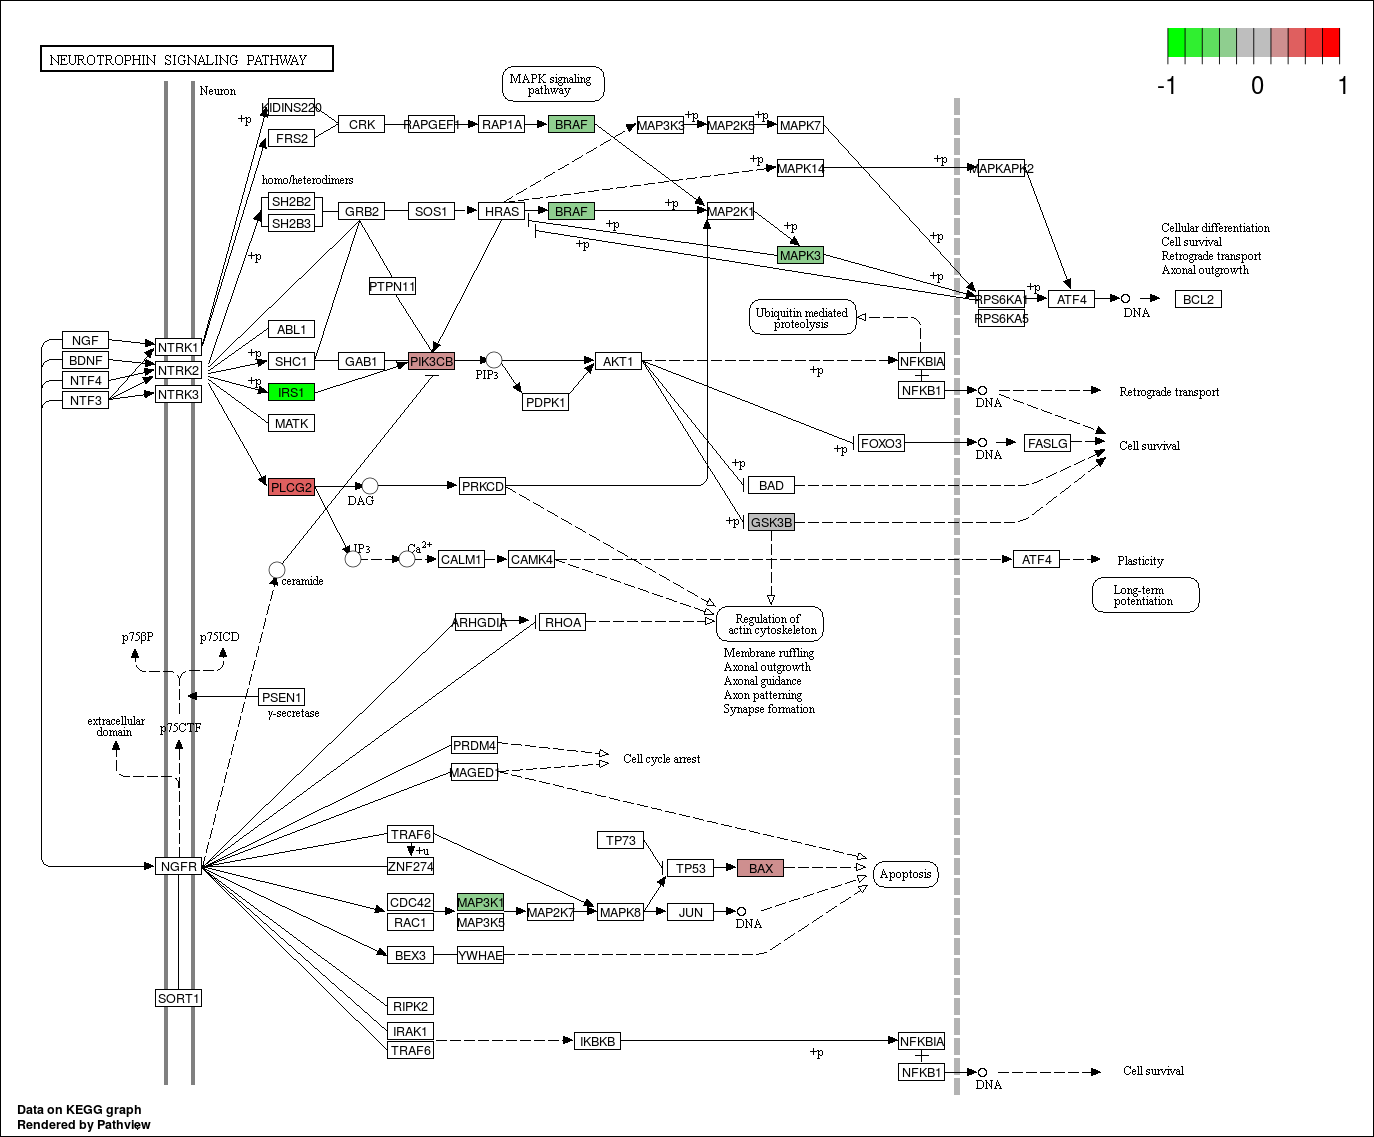 NEUROTROPHIN SIGNALING PATHWAY
-1 0 1
Neuron
MAPK signaling
pathway
KIDINS220
+p
FRS2
CRK
RAPGEF1
RAP1A
BRAF
MAP3K3
+p
MAP2K5
+p
MAPK7
MAPK14
+p
+p
MAPKAPK2
homo/heterodimers
SH2B2
SH2B3
+p
GRB2
SOS1
HRAS
BRAF
+p
MAP2K1
+p
+p
+p
MAPK3
+p
+p
Cellular differentiation
Cell survival
Retrograde transport
Axonal outgrowth
RPS6KA1
RPS6KA5
+p
ATF4
DNA
BCL2
PTPN11
Ubiquitin mediated
proteolysis
NGF
BDNF
NTF4
NTF3
NTRK1
NTRK2
NTRK3
ABL1
+p
SHC1
GAB1
PIK3CB
PIP3
PDPK1
AKT1
+p
NFKBIA
NFKB1
DNA
Retrograde transport
+p
IRS1
MATK
+p
FOXO3
DNA
FASLG
Cell survival
PLCG2
DAG
PRKCD
+p
BAD
+p
GSK3B
IP3
Ca2+
CALM1
CAMK4
ATF4
Plasticity
Long-term
potentiation
ceramide
ARHGDIA
RHOA
Regulation of
actin cytoskeleton
Membrane ruffling
Axonal outgrowth
Axonal guidance
Axon patterning
Synapse formation
p75βP
p75ICD
PSEN1
γ-secretase
extracellular
domain
p75CTF
PRDM4
MAGED1
Cell cycle arrest
NGFR
TRAF6
+u
ZNF274
TP73
TP53
BAX
Apoptosis
CDC42
RAC1
MAP3K1
MAP3K5
MAP2K7
MAPK8
JUN
DNA
BEX3
YWHAE
SORT1
RIPK2
IRAK1
TRAF6
IKBKB
+p
NFKBIA
NFKB1
DNA
Cell survival
Data on KEGG graph
Rendered by Pathview